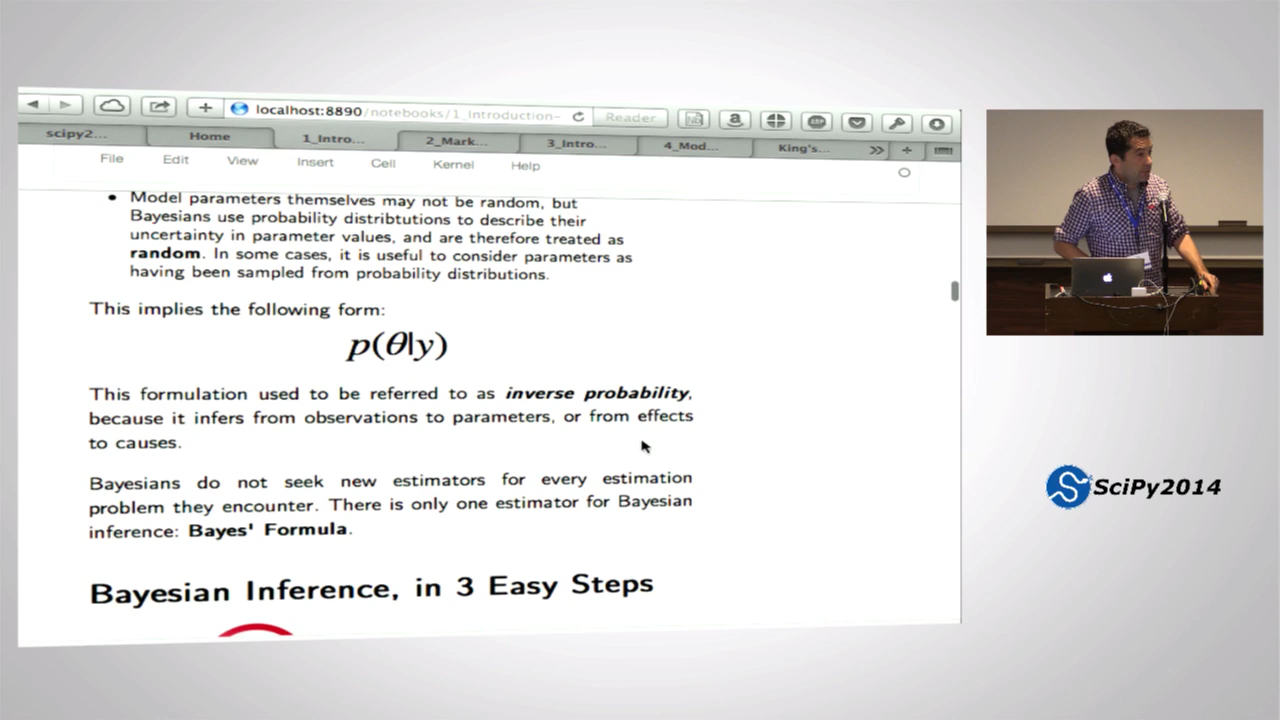 localhost:8890/notebooks/1_Introduction-
Reader
scipy2...
Home
1_Intro...
2_Mark...
3_Intro...
4_Mod...
King's...
File Edit View Insert Cell Kernel Help
• Model parameters themselves may not be random, but
Bayesians use probability distribtutions to describe their
uncertainty in parameter values, and are therefore treated as
random. In some cases, it is useful to consider parameters as
having been sampled from probability distributions.
This implies the following form:
p(θ|y)
This formulation used to be referred to as inverse probability,
because it infers from observations to parameters, or from effects
to causes.
Bayesians do not seek new estimators for every estimation
problem they encounter. There is only one estimator for Bayesian
inference: Bayes' Formula.
Bayesian Inference, in 3 Easy Steps
SciPy2014